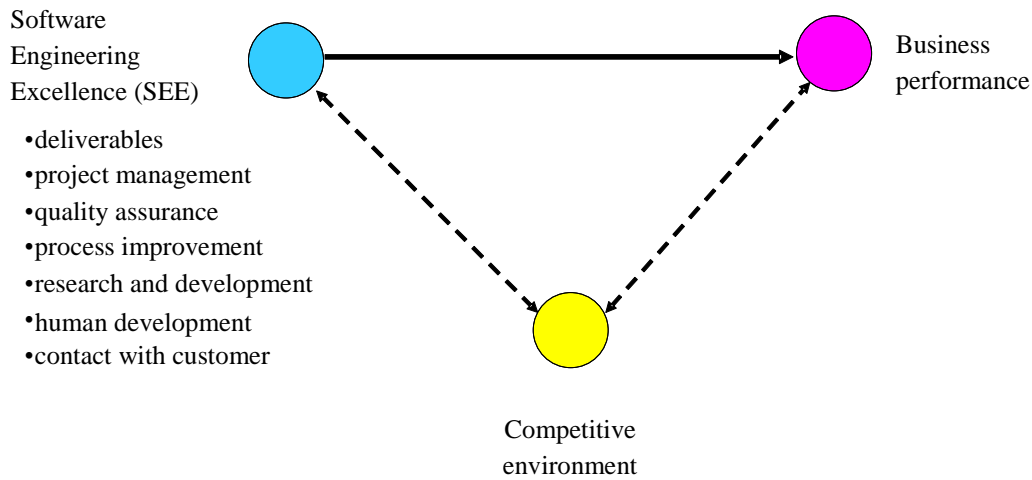 Software
Engineering
Excellence (SEE)
•deliverables
•project management
•quality assurance
•process improvement
•research and development
•human development
•contact with customer
Business
performance
Competitive
environment